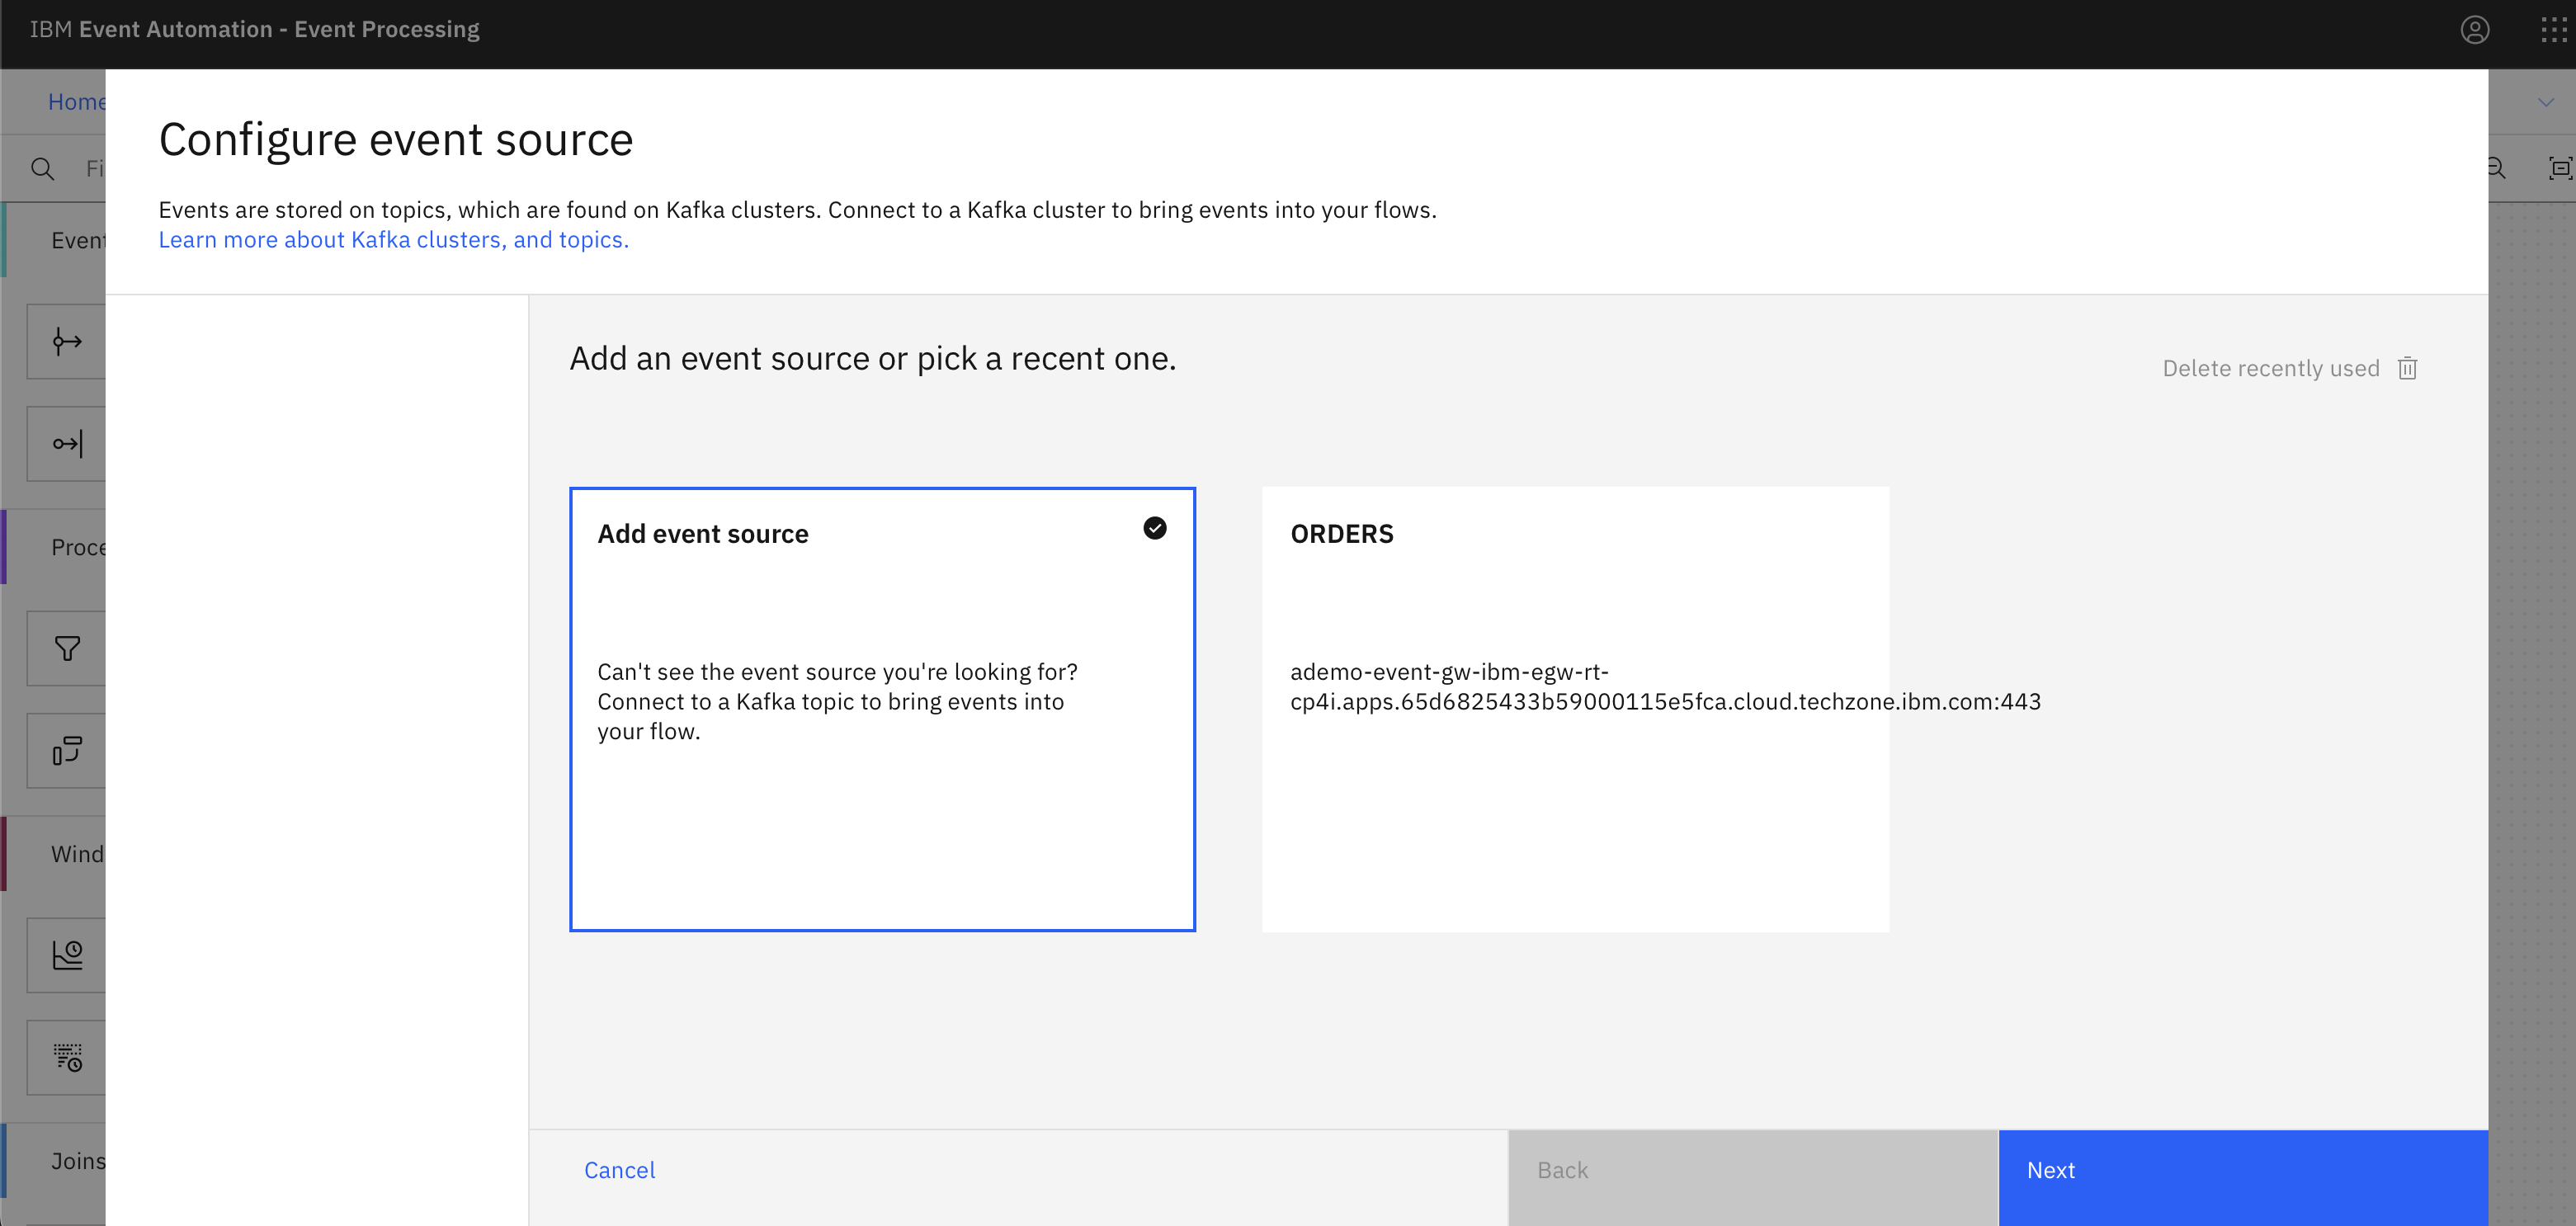 IBM Event Automation - Event Processing
Home
Configure event source
Events are stored on topics, which are found on Kafka clusters. Connect to a Kafka cluster to bring events into your flows.
Learn more about Kafka clusters, and topics.
Fi
Event
Proce
Wind
Joins
Add an event source or pick a recent one.
Delete recently used
Add event source
Can't see the event source you're looking for?
Connect to a Kafka topic to bring events into
your flow.
ORDERS
ademo-event-gw-ibm-egw-rt-
cp4i.apps.65d6825433b59000115e5fca.cloud.techzone.ibm.com:443
Cancel
Back
Next